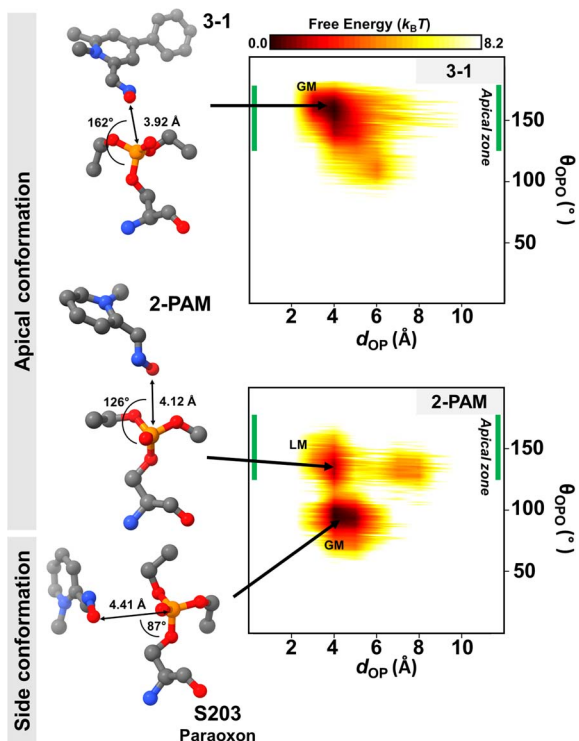 3-1
Free Energy (kBT)
0.0
8.2
162°
3.92 Å
GM
3-1
Apical zone
150
100
50
θOPO (°)
2
4
6
8
10
dOP (Å)
Apical conformation
2-PAM
126°
4.12 Å
2-PAM
LM
GM
Apical zone
150
100
50
θOPO (°)
2
4
6
8
10
dOP (Å)
Side conformation
4.41 Å
87°
S203
Paraoxon